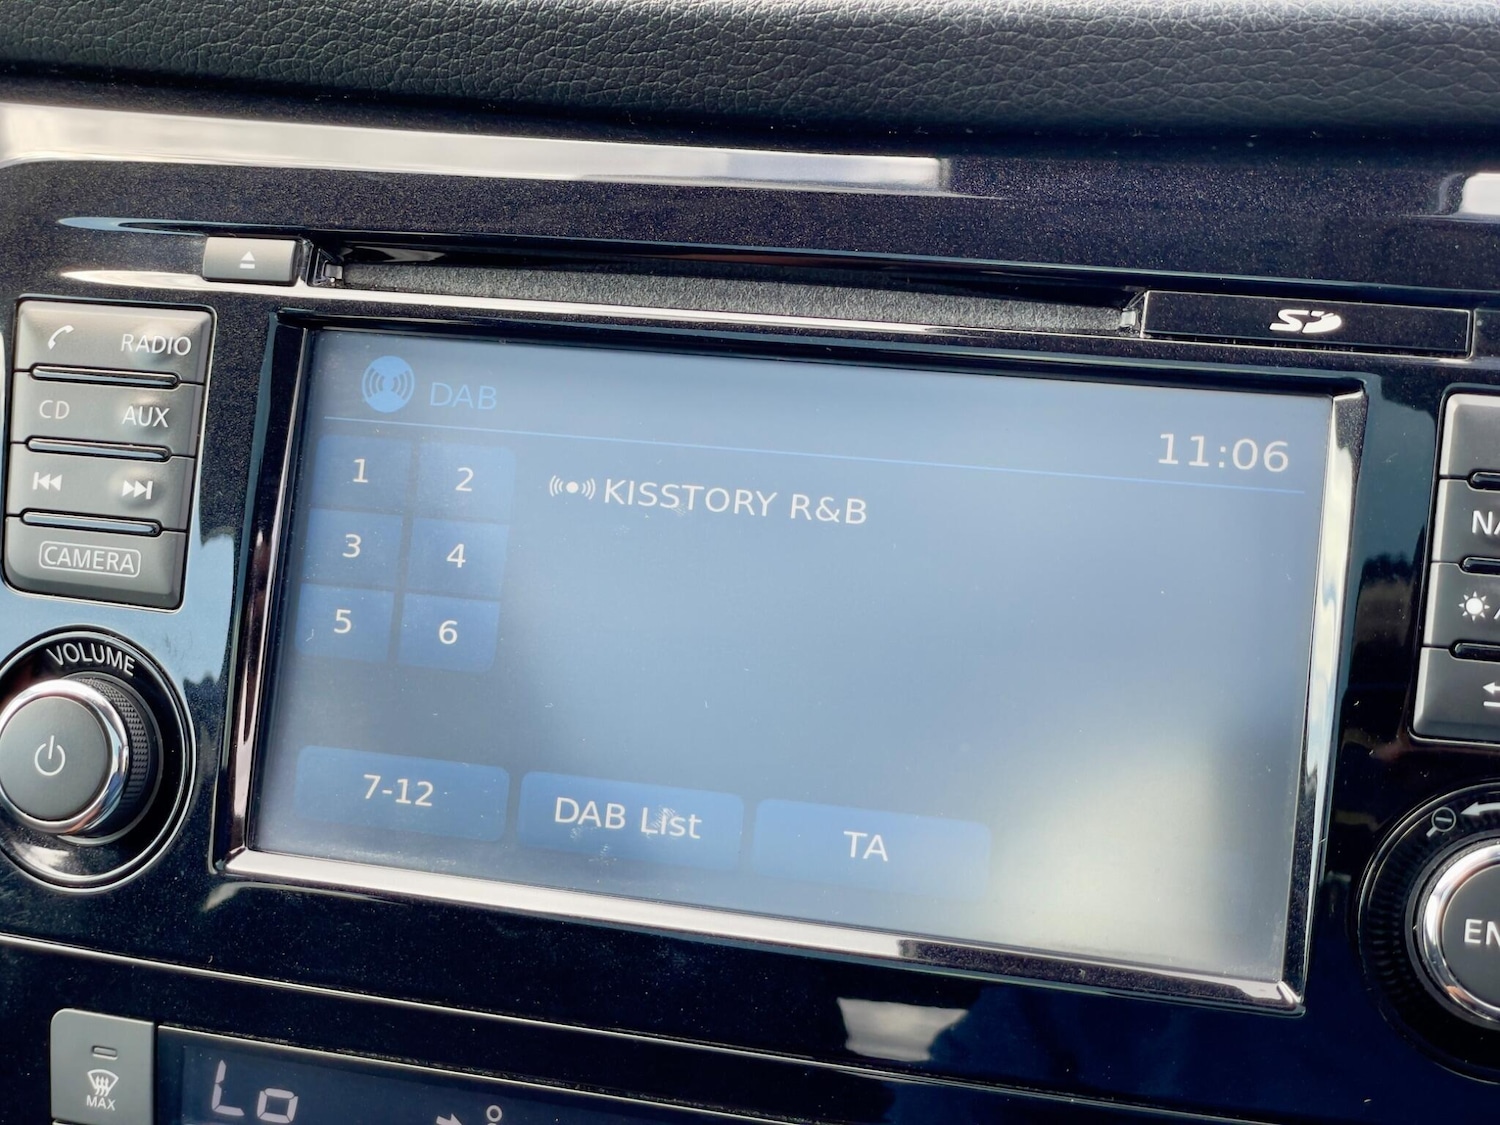 RADIO
CD AUX
CAMERA
VOLUME
SD
DAB
11:06
1 2
KISSTORY R&B
3 4
5 6
7-12
DAB List
TA
MAX
Lo